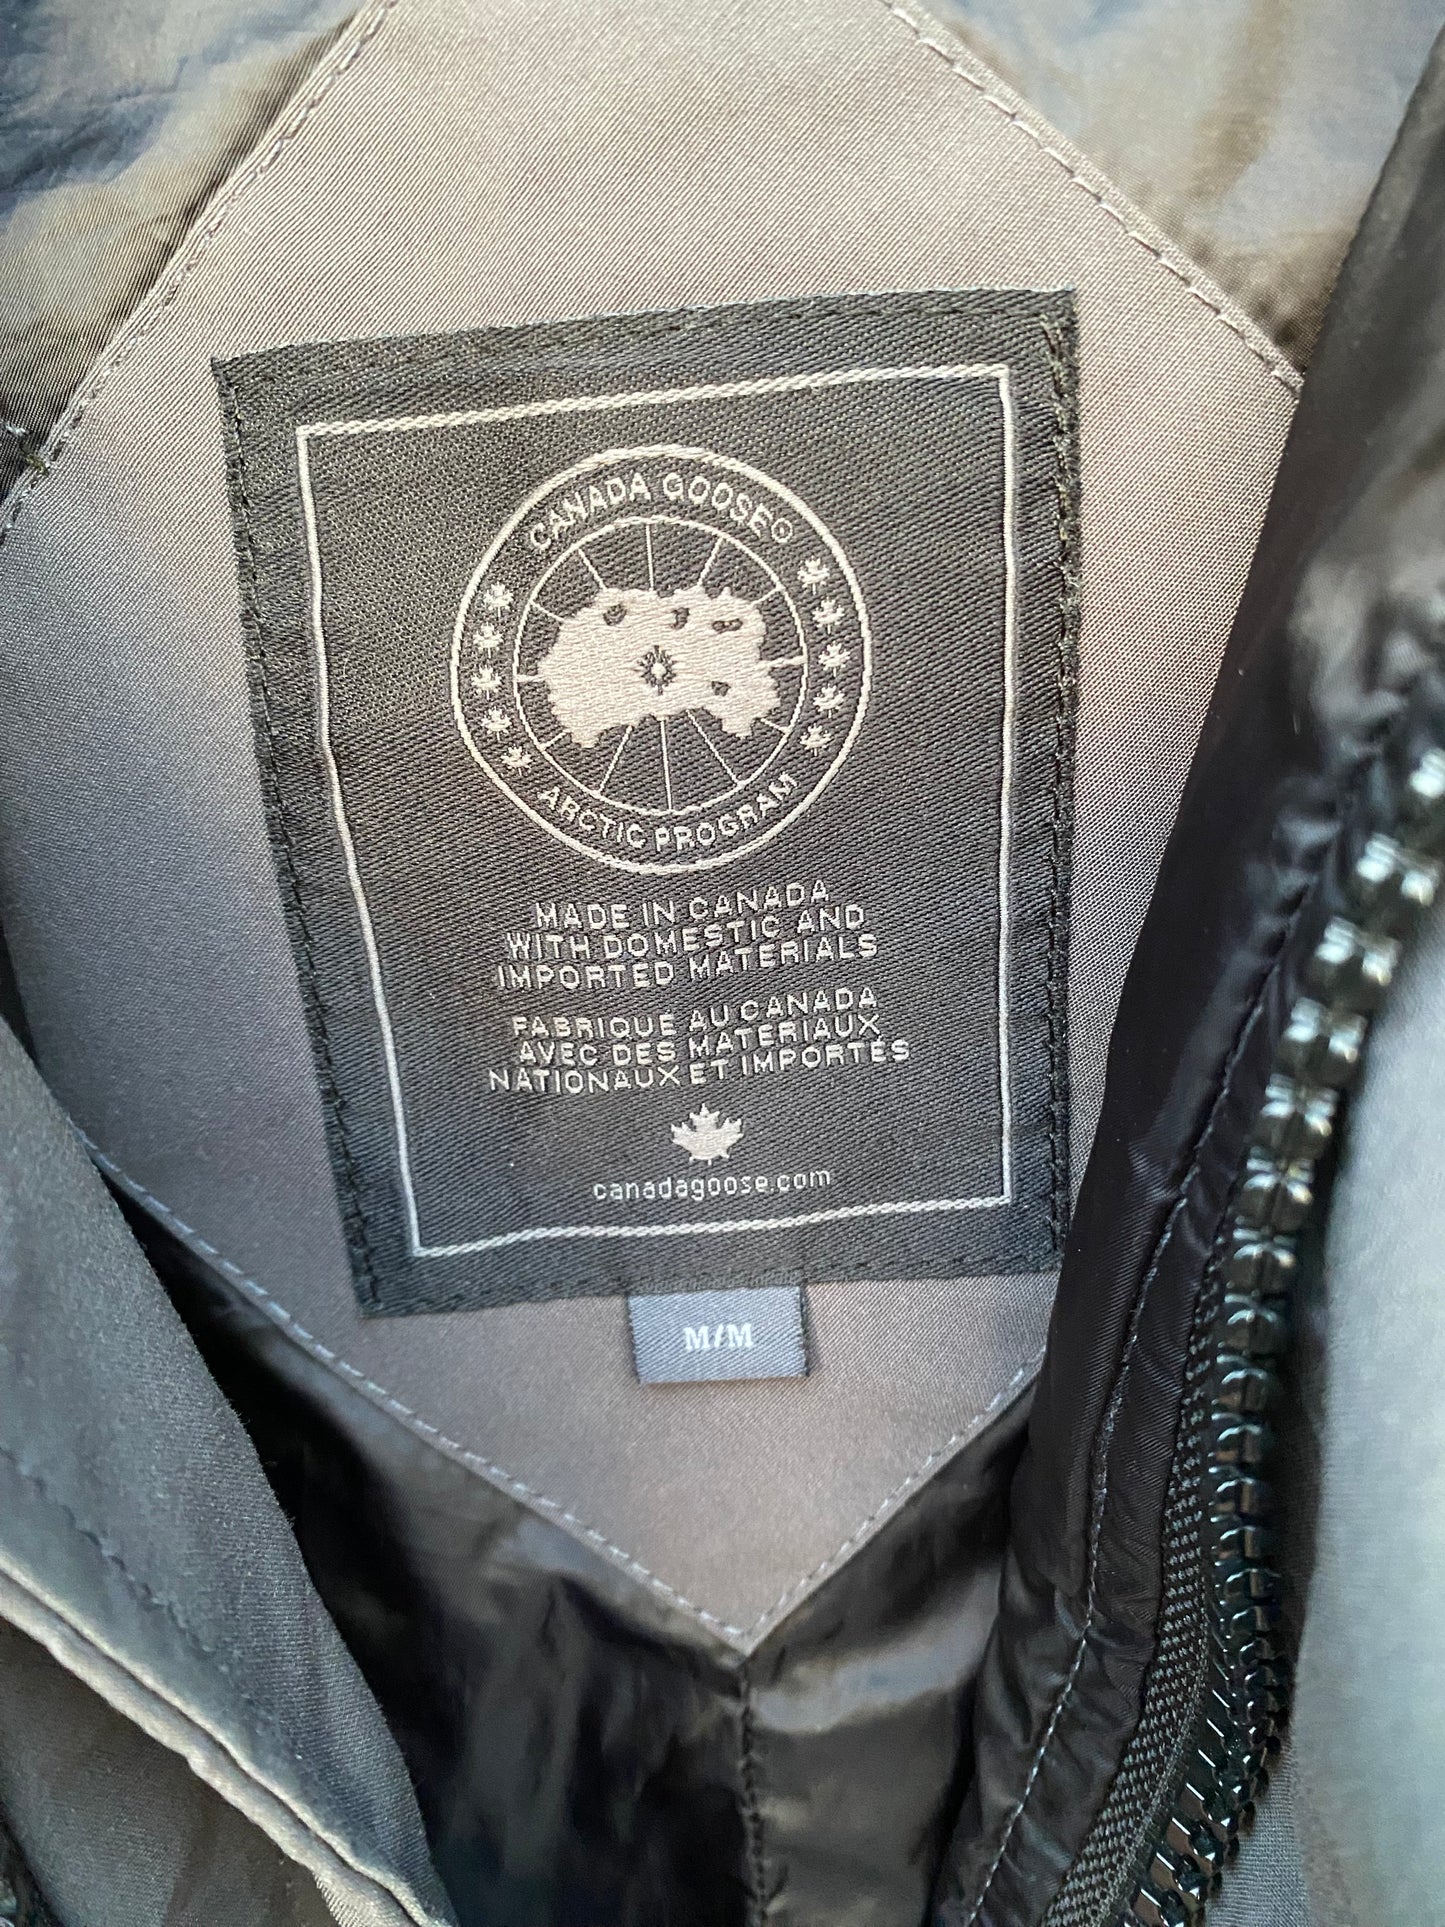 CANADA GOOSE®
ARCTIC PROGRAM
MADE IN CANADA
WITH DOMESTIC AND
IMPORTED MATERIALS
FABRIQUE AU CANADA
AVEC DES MATERIAUX
NATIONAUX ET IMPORTÉS
canadagoose.com
M/M